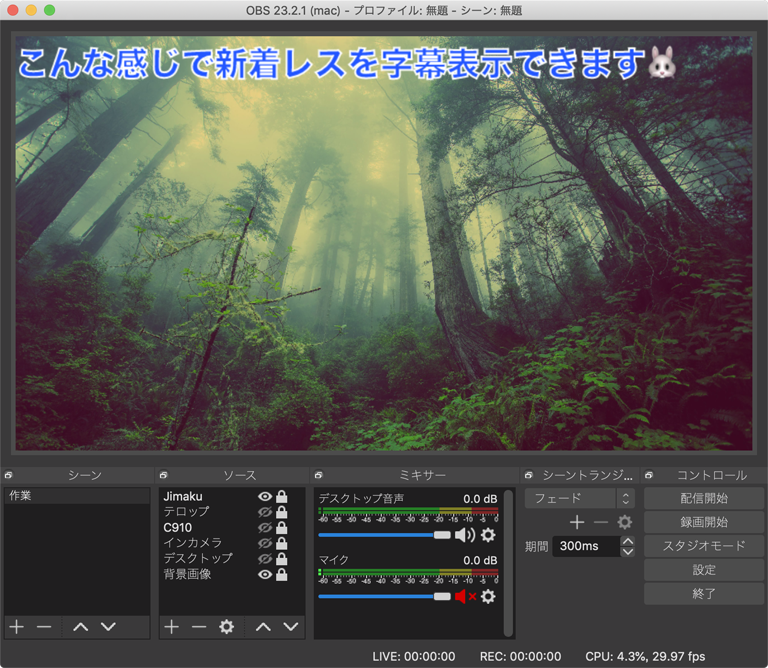 OBS 23.2.1 (mac) - プロファイル: 無題 - シーン: 無題
こんな感じで新着レスを字幕表示できます🐰
シーン
作業
ソース
Jimaku
テロップ
C910
インカメラ
デスクトップ
背景画像
ミキサー
デスクトップ音声 0.0 dB
-60 -55 -50 -45 -40 -35 -30 -25 -20 -15 -10 -5 0
マイク 0.0 dB
-60 -55 -50 -45 -40 -35 -30 -25 -20 -15 -10 -5 0
シーントランジ...
フェード
期間 300ms
コントロール
配信開始
録画開始
スタジオモード
設定
終了
LIVE: 00:00:00 REC: 00:00:00 CPU: 4.3%, 29.97 fps